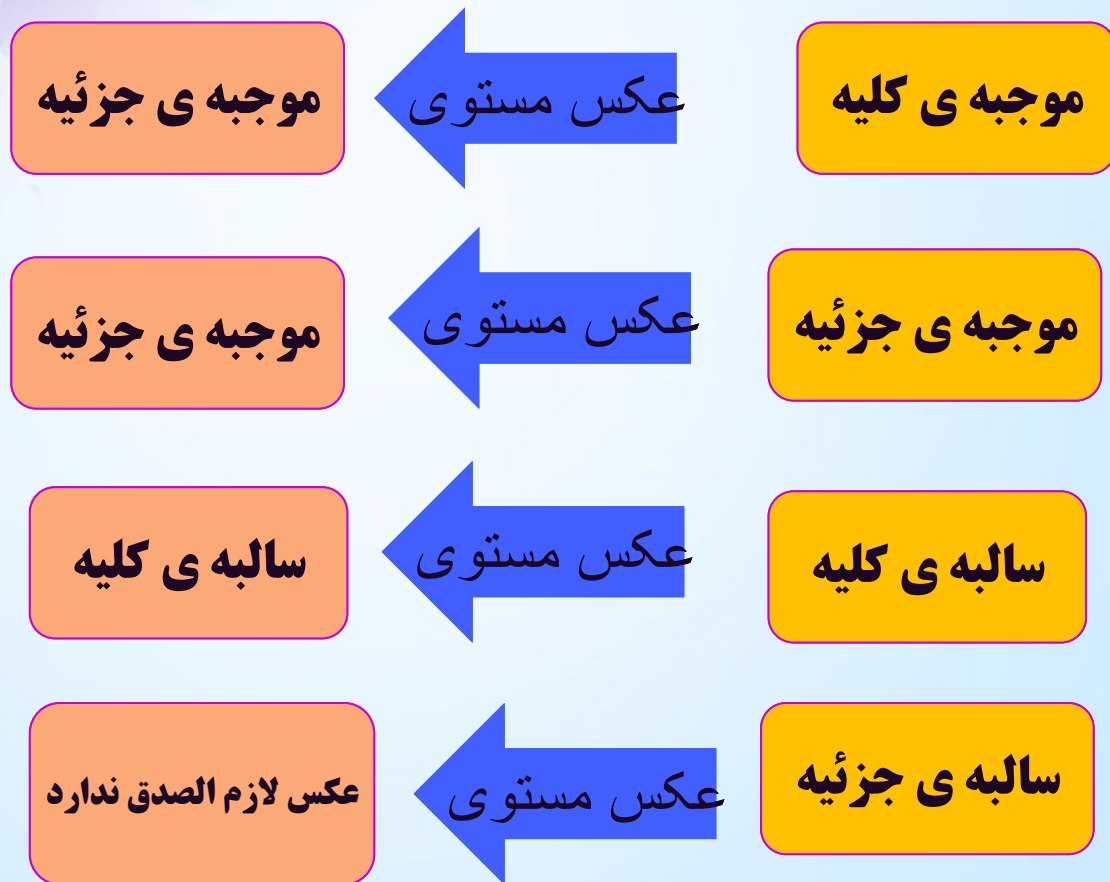 موجبه ی کلیه
عکس مستوی
موجبه ی جزئیه
موجبه ی جزئیه
عکس مستوی
موجبه ی جزئیه
سالبه ی کلیه
عکس مستوی
سالبه ی کلیه
سالبه ی جزئیه
عکس مستوی
عکس لازم الصدق ندارد